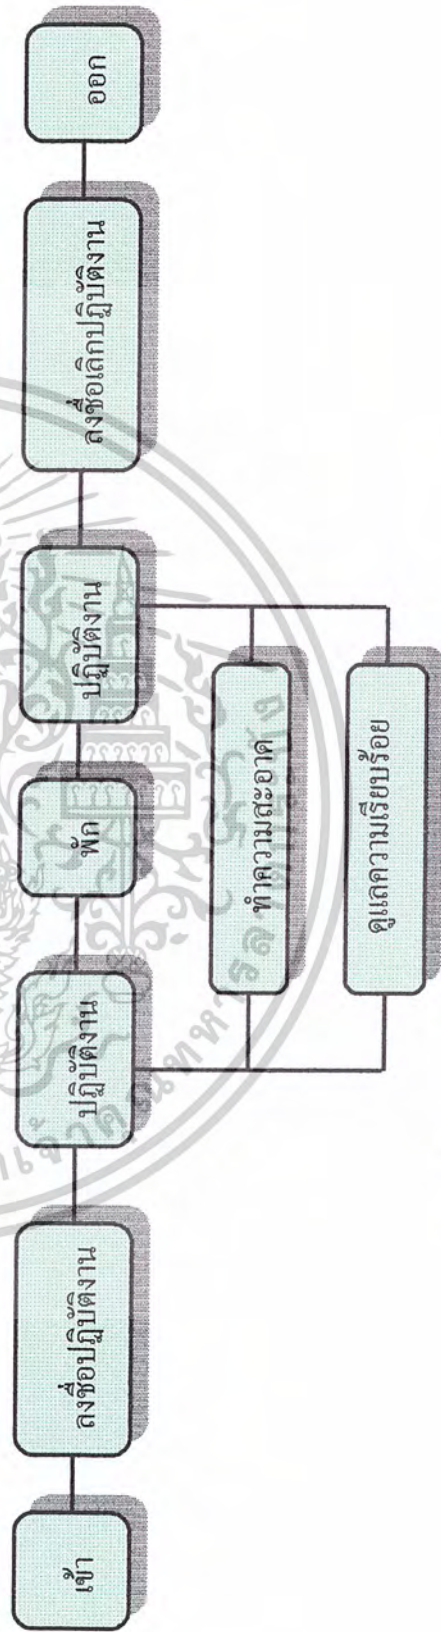 เข้า
ลงชื่อปฏิบัติงาน
ปฏิบัติงาน
พัก
ปฏิบัติงาน
ลงชื่อเลิกปฏิบัติงาน
ออก
ทำความสะอาด
ดูแลความเรียบร้อย